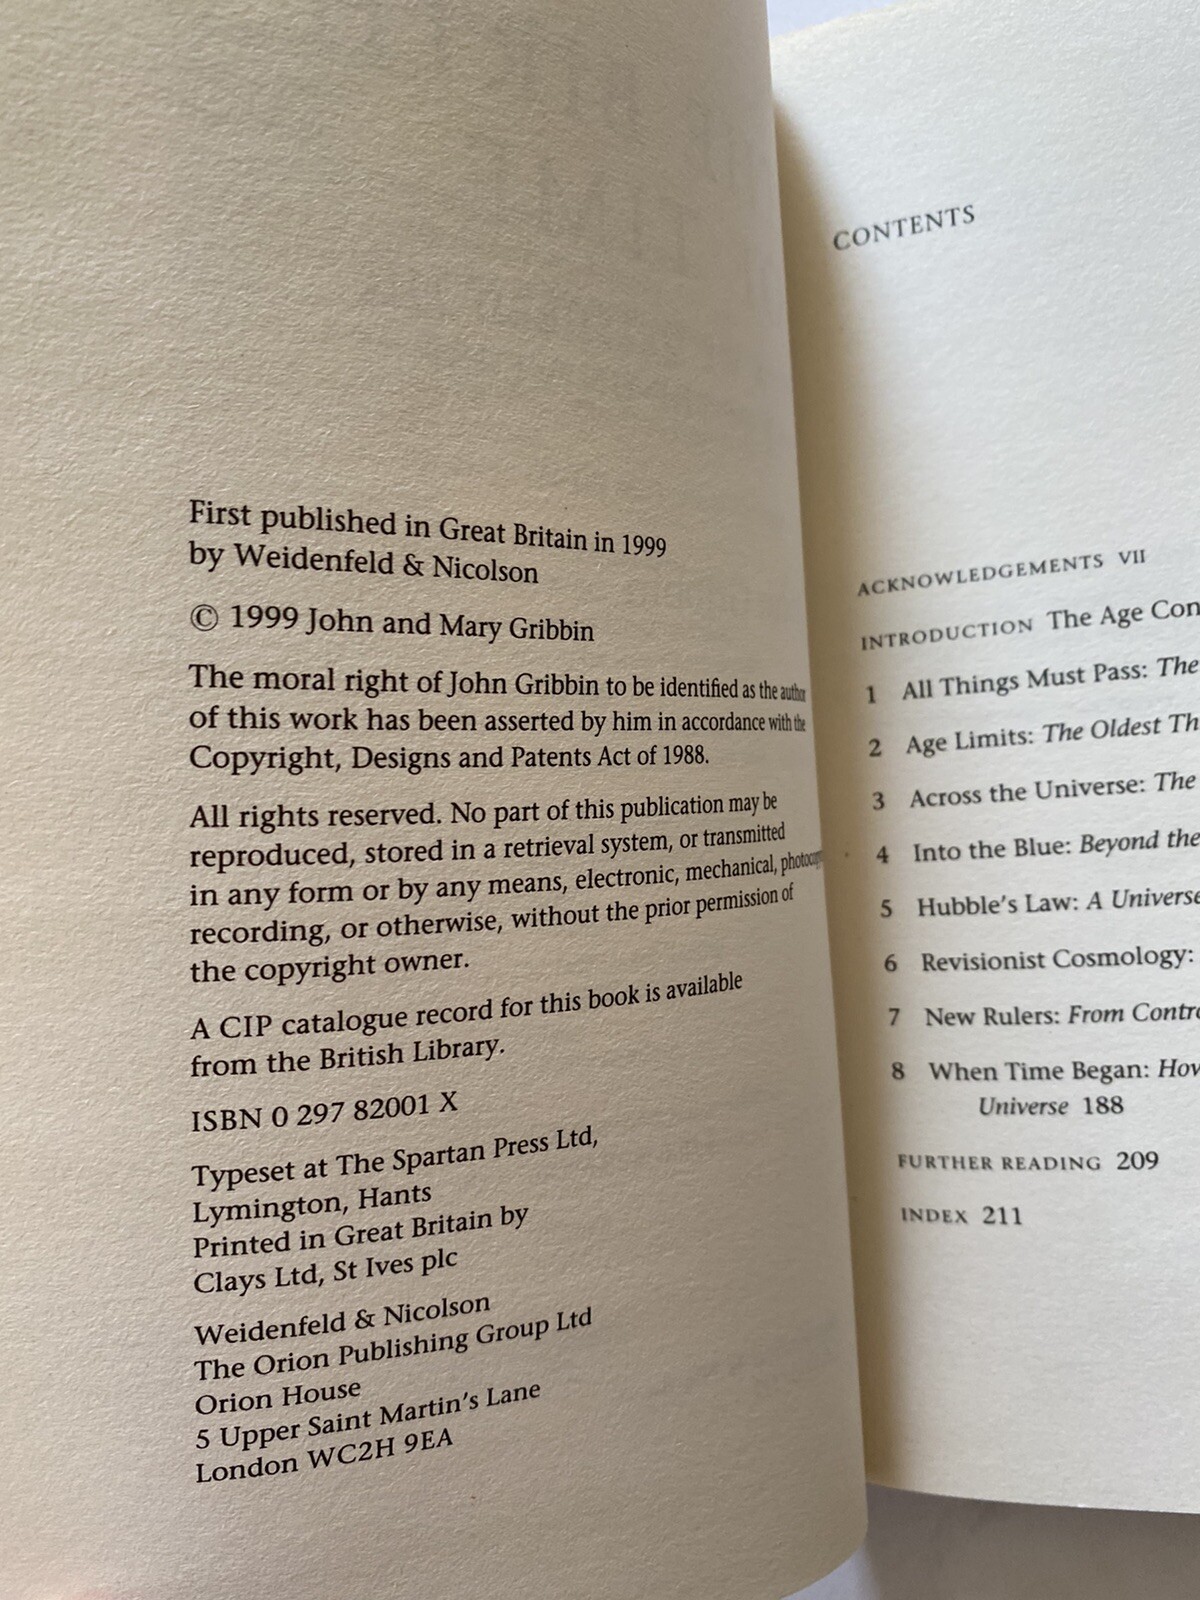 First published in Great Britain in 1999
by Weidenfeld & Nicolson
© 1999 John and Mary Gribbin
The moral right of John Gribbin to be identified as the author
of this work has been asserted by him in accordance with the
Copyright, Designs and Patents Act of 1988.
All rights reserved. No part of this publication may be
reproduced, stored in a retrieval system, or transmitted
in any form or by any means, electronic, mechanical,
recording, or otherwise, without the prior permission of
the copyright owner.
A CIP catalogue record for this book is available
from the British Library.
ISBN 0 297 82001 X
Typeset at The Spartan Press Ltd,
Lymington, Hants
Printed in Great Britain by
Clays Ltd, St Ives plc
Weidenfeld & Nicolson
The Orion Publishing Group Ltd
Orion House
5 Upper Saint Martin's Lane
London WC2H 9EA
CONTENTS
ACKNOWLEDGEMENTS VII
INTRODUCTION The Age
1 All Things Must Pass: The
2 Age Limits: The Oldest
3 Across the Universe: The
4 Into the Blue: Beyond the
5 Hubble's Law: A Universe
6 Revisionist Cosmology:
7 New Rulers: From
8 When Time Began:
Universe 188
FURTHER READING 209
INDEX 211